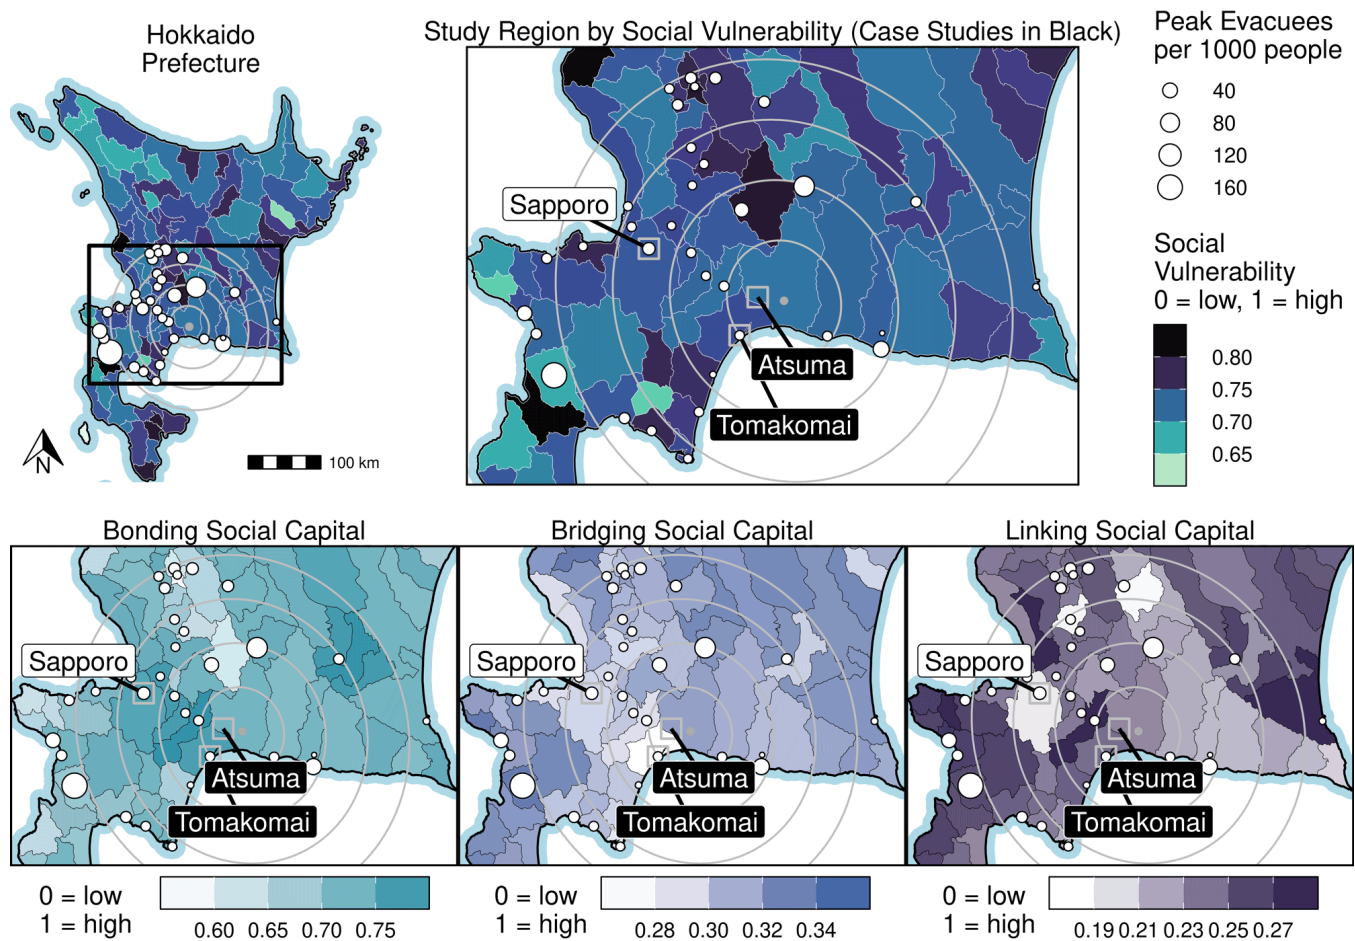 Hokkaido
Prefecture
Study Region by Social Vulnerability (Case Studies in Black)
Peak Evacuees
per 1000 people
40
80
120
160
Sapporo
Atsuma
Tomakomai
Social
Vulnerability
0 = low, 1 = high
0.80
0.75
0.70
0.65
N
100 km
Bonding Social Capital
Bridging Social Capital
Linking Social Capital
Sapporo
Atsuma
Tomakomai
Sapporo
Atsuma
Tomakomai
Sapporo
Atsuma
Tomakomai
0 = low
1 = high
0.60 0.65 0.70 0.75
0 = low
1 = high
0.28 0.30 0.32 0.34
0 = low
1 = high
0.19 0.21 0.23 0.25 0.27